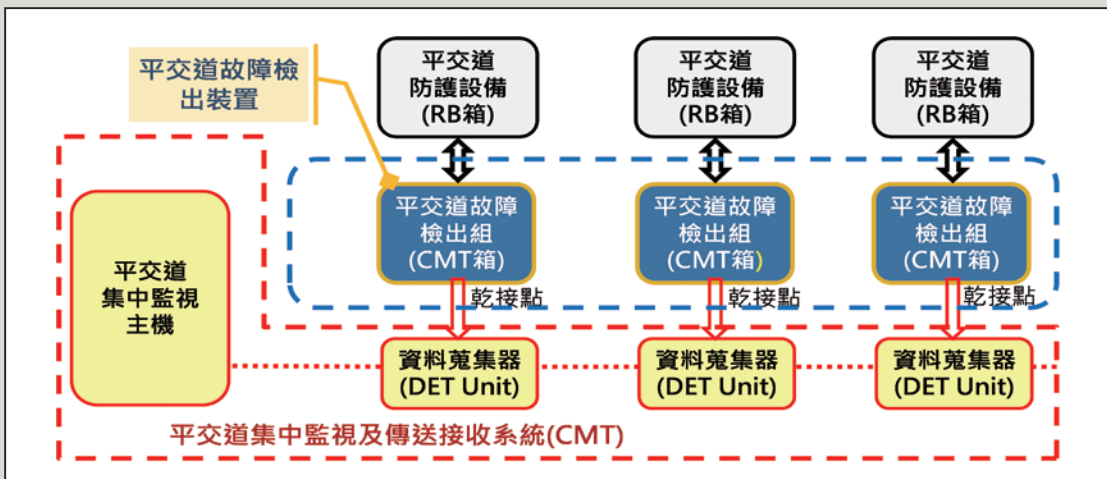 平交道故障檢
出裝置
平交道
防護設備
(RB箱)
平交道
防護設備
(RB箱)
平交道
防護設備
(RB箱)
平交道故障
檢出組
(CMT箱)
平交道故障
檢出組
(CMT箱)
平交道故障
檢出組
(CMT箱)
乾接點
乾接點
乾接點
平交道
集中監視
主機
資料蒐集器
(DET Unit)
資料蒐集器
(DET Unit)
資料蒐集器
(DET Unit)
平交道集中監視及傳送接收系統(CMT)